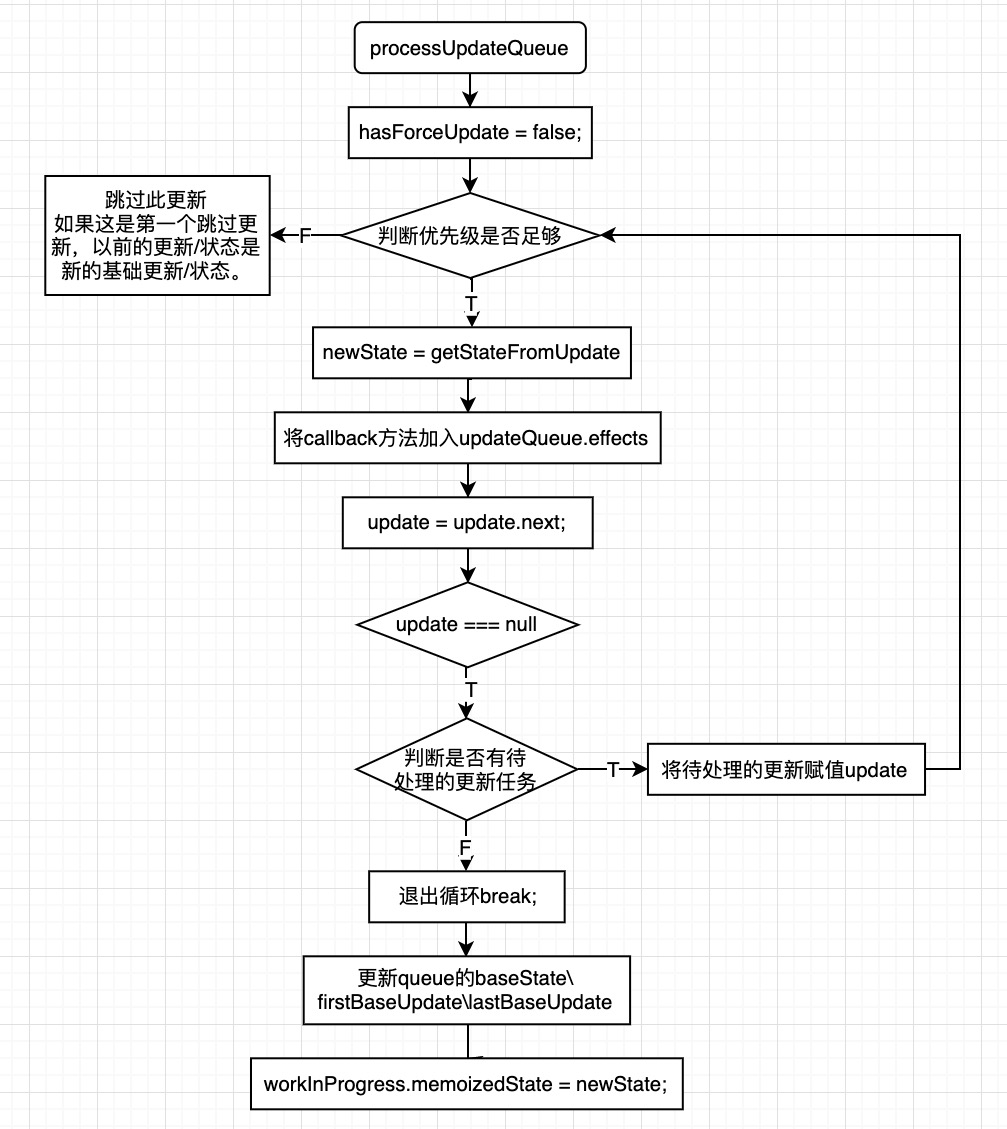 processUpdateQueue
hasForceUpdate = false;
跳过此更新
如果这是第一个跳过更
新，以前的更新/状态是
新的基础更新/状态。
F
判断优先级是否足够
T
newState = getStateFromUpdate
将callback方法加入updateQueue.effects
update = update.next;
update === null
T
判断是否有待
处理的更新任务
T
将待处理的更新赋值update
F
退出循环break;
更新queue的baseState\
firstBaseUpdate\lastBaseUpdate
workInProgress.memoizedState = newState;